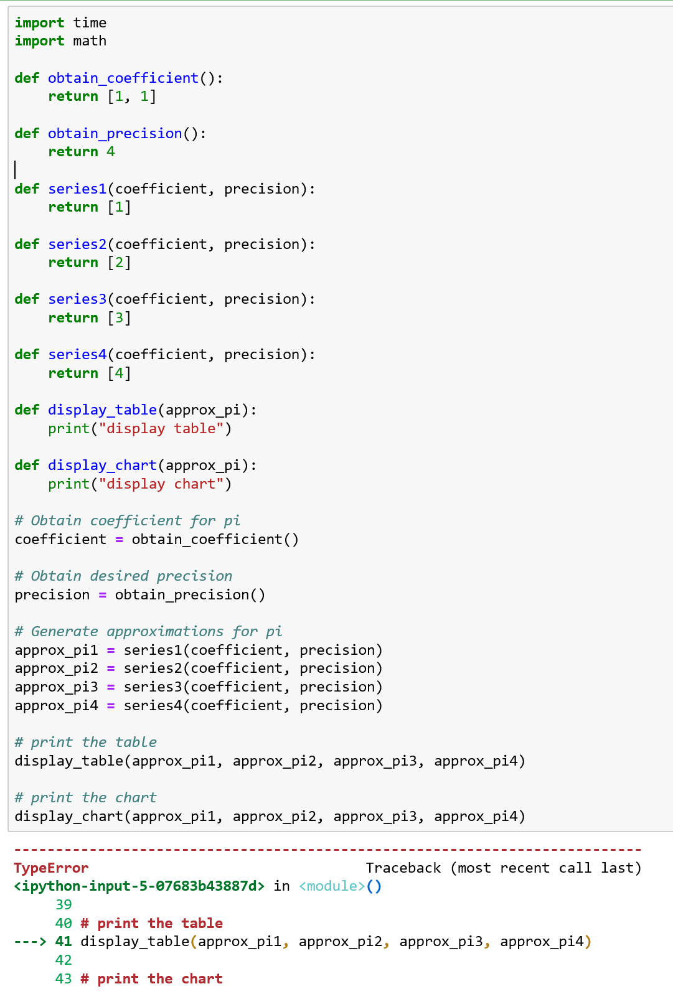 import time
import math
def obtain_coefficient():
    return [1, 1]
def obtain_precision():
    return 4
def series1(coefficient, precision):
    return [1]
def series2(coefficient, precision):
    return [2]
def series3(coefficient, precision):
    return [3]
def series4(coefficient, precision):
    return [4]
def display_table(approx_pi):
    print("display table")
def display_chart(approx_pi):
    print("display chart")
# Obtain coefficient for pi
coefficient = obtain_coefficient()
# Obtain desired precision
precision = obtain_precision()
# Generate approximations for pi
approx_pi1 = series1(coefficient, precision)
approx_pi2 = series2(coefficient, precision)
approx_pi3 = series3(coefficient, precision)
approx_pi4 = series4(coefficient, precision)
# print the table
display_table(approx_pi1, approx_pi2, approx_pi3, approx_pi4)
# print the chart
display_chart(approx_pi1, approx_pi2, approx_pi3, approx_pi4)
---------------------------------------------------------------------------
TypeError                                 Traceback (most recent call last)
<ipython-input-5-07683b43887d> in <module>()
     39
     40 # print the table
---> 41 display_table(approx_pi1, approx_pi2, approx_pi3, approx_pi4)
     42
     43 # print the chart